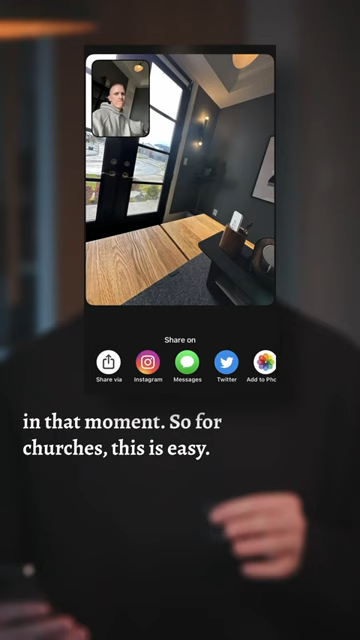 Share on
Share via
Instagram
Messages
Twitter
Add to Pho
in that moment. So for
churches, this is easy.